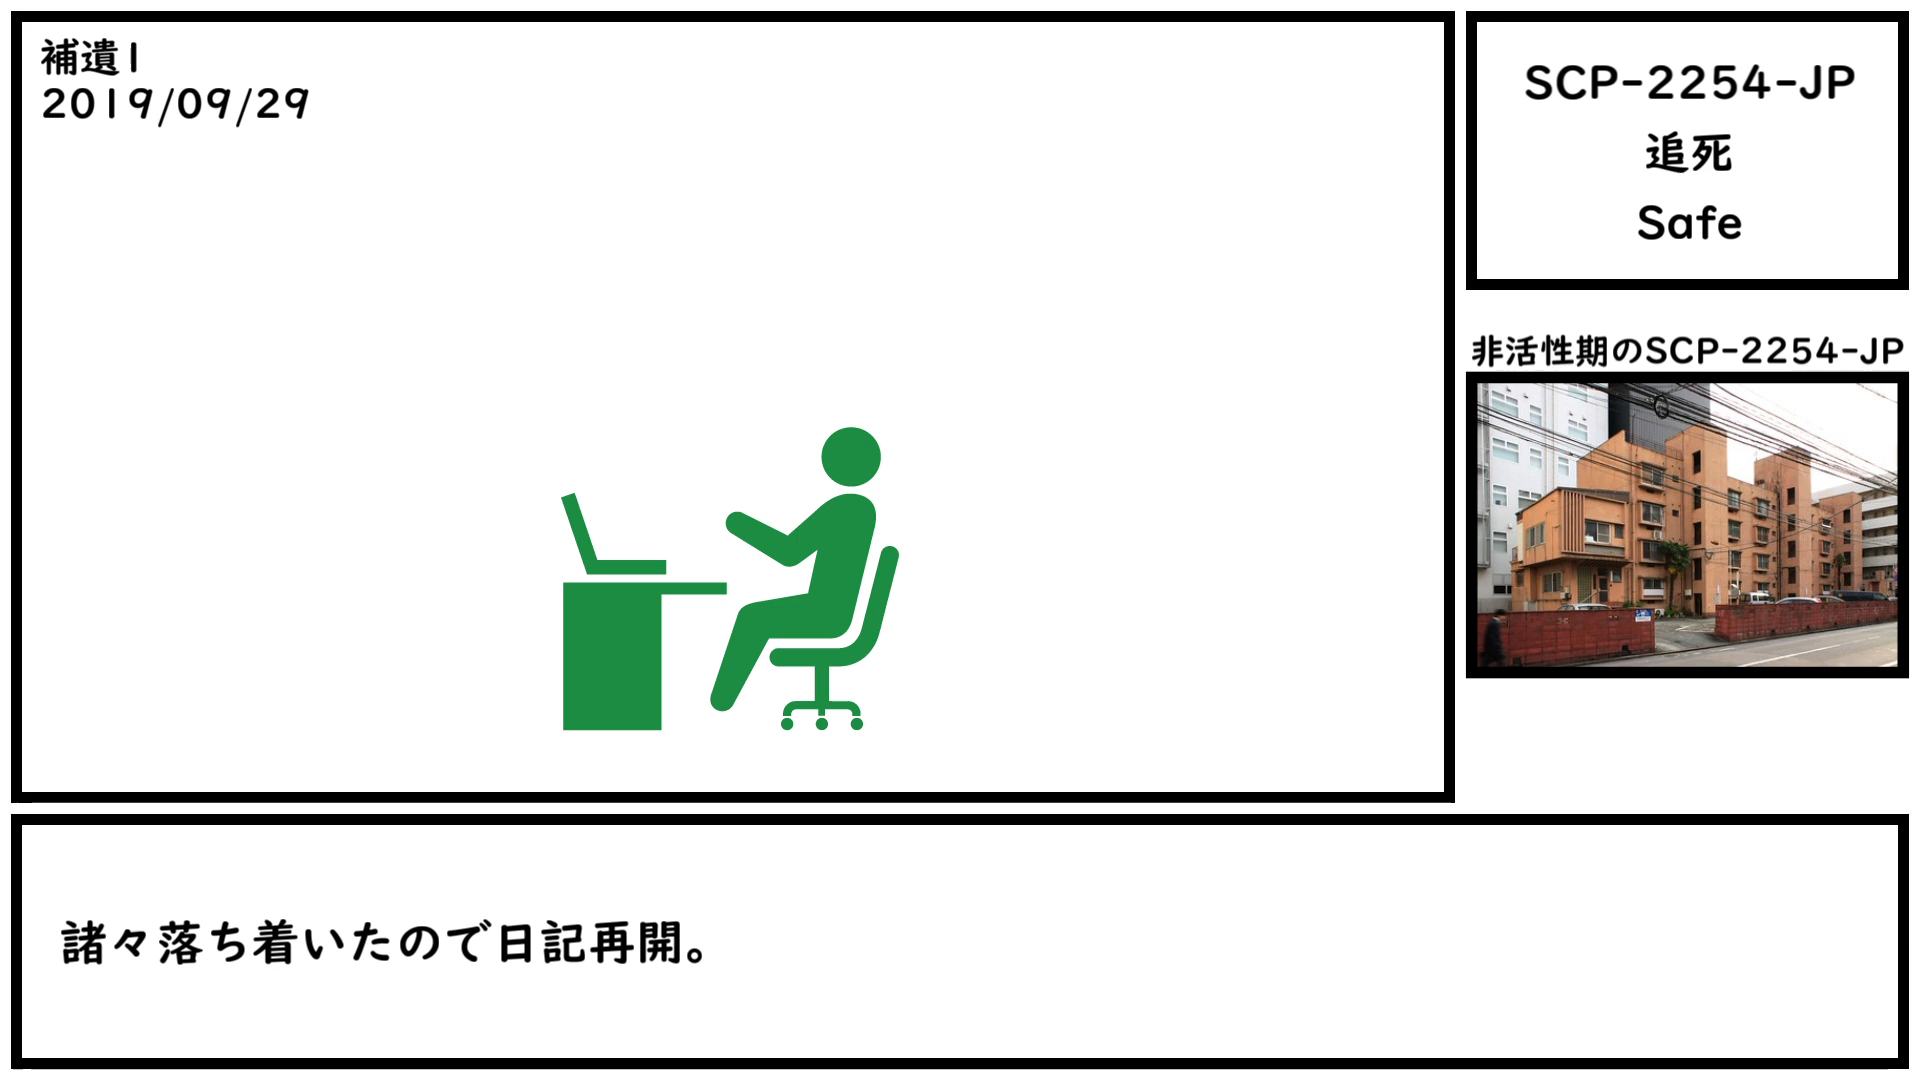 補遺1
2019/09/29
SCP-2254-JP
追死
Safe
非活性期のSCP-2254-JP
諸々落ち着いたので日記再開。